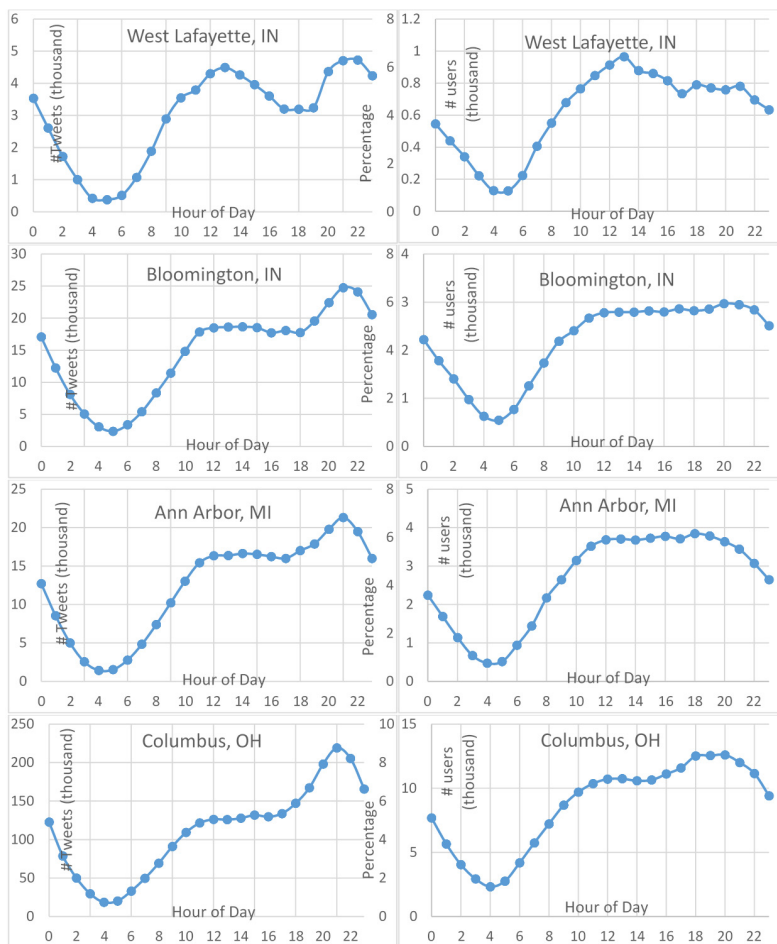 West Lafayette, IN
#Tweets (thousand)
6
5
4
3
2
1
0
8
6
4
2
0
Percentage
Hour of Day
0 2 4 6 8 10 12 14 16 18 20 22
West Lafayette, IN
# users
(thousand)
1.2
1
0.8
0.6
0.4
0.2
0
Hour of Day
0 2 4 6 8 10 12 14 16 18 20 22
Bloomington, IN
# Tweets (thousand)
30
25
20
15
10
5
0
8
6
4
2
0
Percentage
Hour of Day
0 2 4 6 8 10 12 14 16 18 20 22
Bloomington, IN
# users
(thousand)
4
3
2
1
0
Hour of Day
0 2 4 6 8 10 12 14 16 18 20 22
Ann Arbor, MI
# Tweets (thousand)
25
20
15
10
5
0
8
6
4
2
0
Percentage
Hour of Day
0 2 4 6 8 10 12 14 16 18 20 22
Ann Arbor, MI
# users
(thousand)
5
4
3
2
1
0
Hour of Day
0 2 4 6 8 10 12 14 16 18 20 22
Columbus, OH
# Tweets (thousand)
250
200
150
100
50
0
10
8
6
4
2
0
Percentage
Hour of Day
0 2 4 6 8 10 12 14 16 18 20 22
Columbus, OH
# users
(thousand)
15
10
5
0
Hour of Day
0 2 4 6 8 10 12 14 16 18 20 22